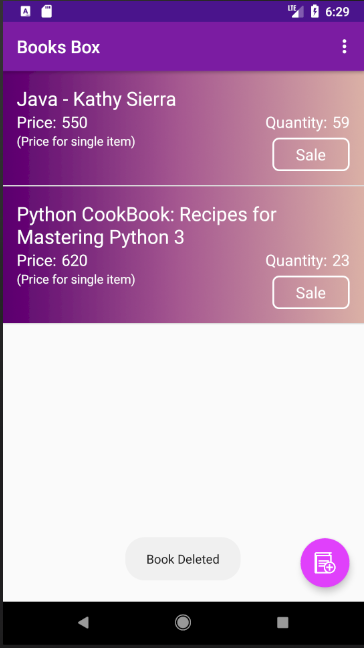 LTE 6:29
Books Box
Java - Kathy Sierra
Price: 550 Quantity: 59
(Price for single item)
Sale
Python CookBook: Recipes for
Mastering Python 3
Price: 620 Quantity: 23
(Price for single item)
Sale
Book Deleted